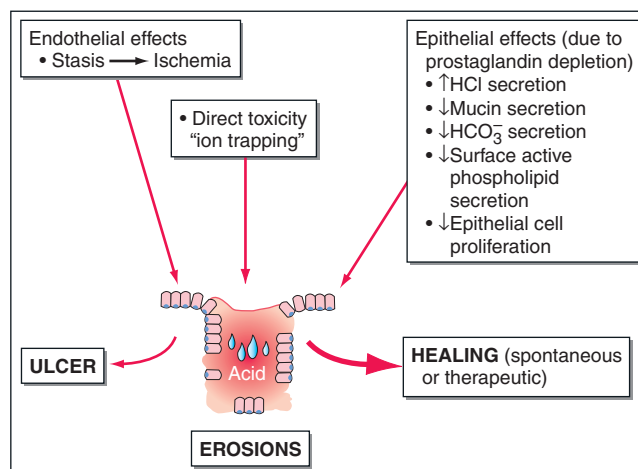 Endothelial effects
• Stasis → Ischemia
• Direct toxicity
"ion trapping"
Epithelial effects (due to
prostaglandin depletion)
• ↑HCl secretion
• ↓Mucin secretion
• ↓HCO₃⁻ secretion
• ↓Surface active
phospholipid
secretion
• ↓Epithelial cell
proliferation
Acid
ULCER
HEALING (spontaneous
or therapeutic)
EROSIONS